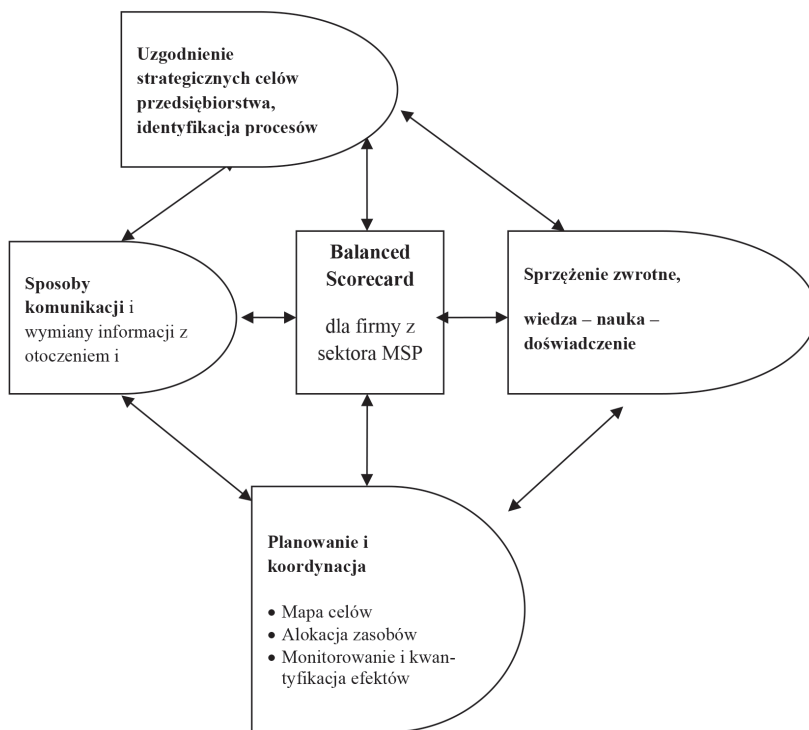 Uzgodnienie
strategicznych celów
przedsiębiorstwa,
identyfikacja procesów
Sposoby
komunikacji i
wymiany informacji z
otoczeniem i
Balanced
Scorecard
dla firmy z
sektora MSP
Sprzężenie zwrotne,
wiedza – nauka –
doświadczenie
Planowanie i
koordynacja
• Mapa celów
• Alokacja zasobów
• Monitorowanie i kwan-
tyfikacja efektów